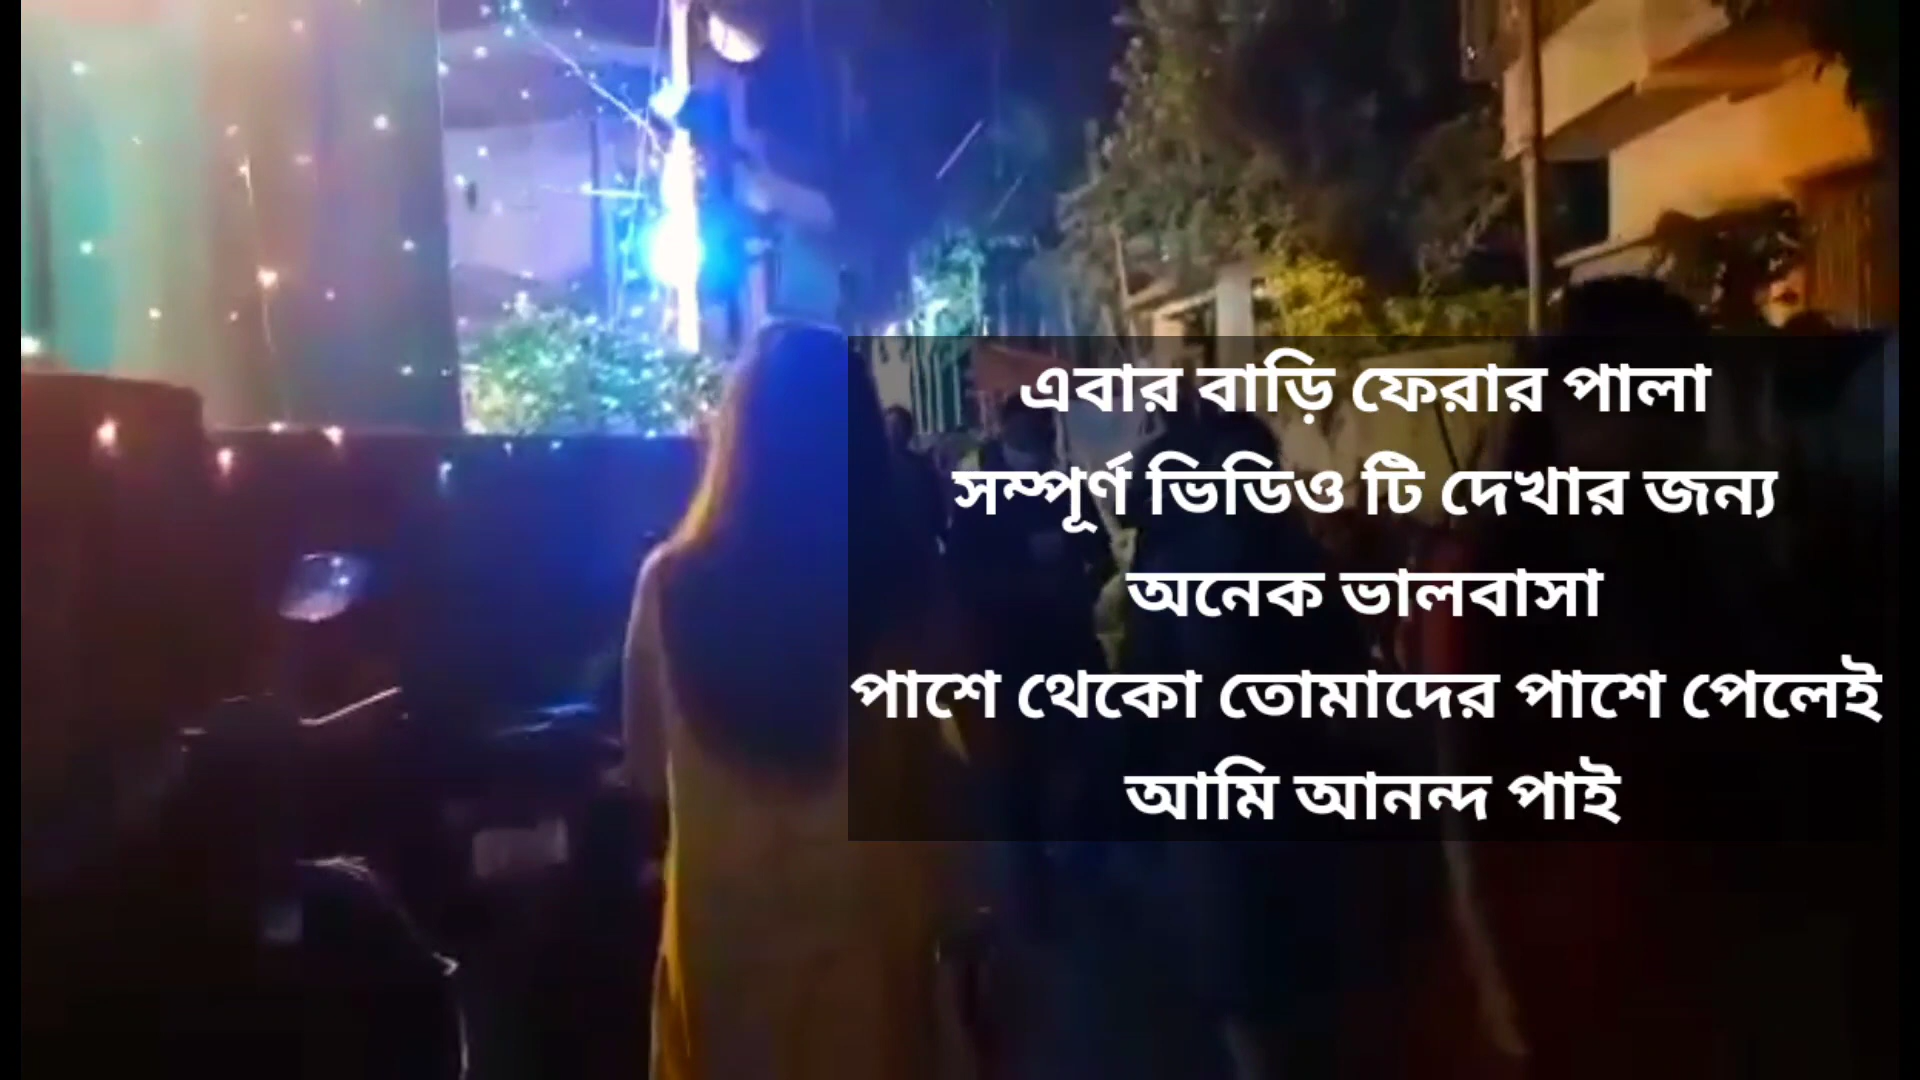 এবার বাড়ি ফেরার পালা
সম্পূর্ণ ভিডিও টি দেখার জন্য
অনেক ভালবাসা
পাশে থেকো তোমাদের পাশে পেলেই
আমি আনন্দ পাই